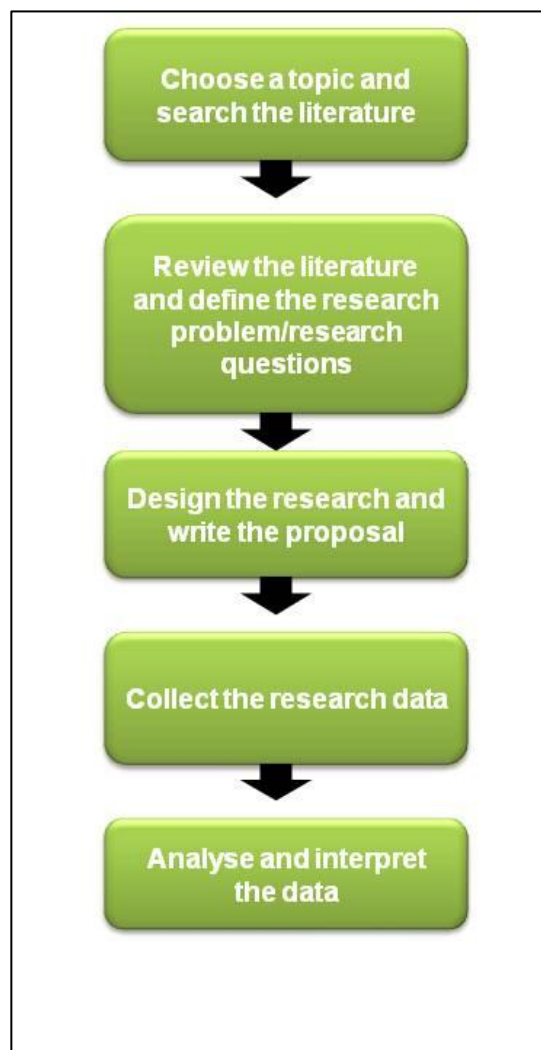 Choose a topic and
search the literature
Review the literature
and define the research
problem/research
questions
Design the research and
write the proposal
Collect the research data
Analyse and interpret
the data